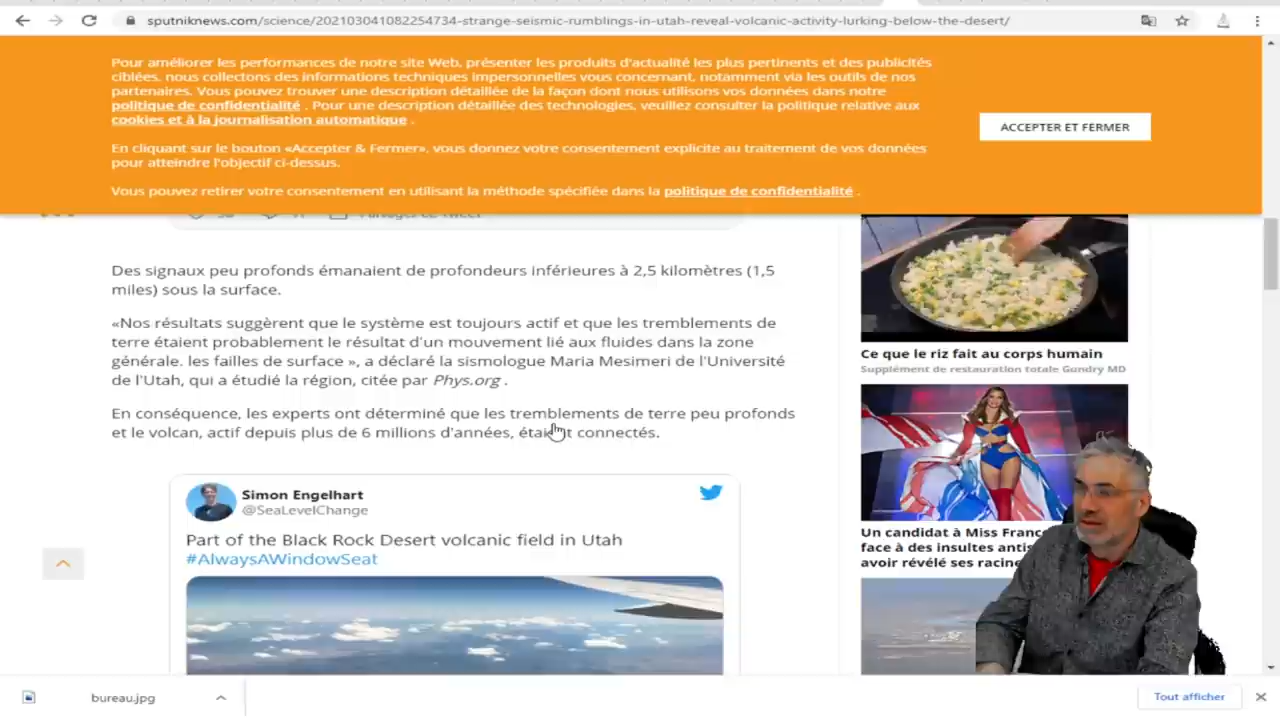 sputniknews.com/science/202103041082254734-strange-seismic-rumblings-in-utah-reveal-volcanic-activity-lurking-below-the-desert/
Pour améliorer les performances de notre site Web, présenter les produits d'actualité les plus pertinents et des publicités
ciblées, nous collectons des informations techniques impersonnelles vous concernant, notamment via les outils de nos
partenaires. Vous pouvez trouver une description détaillée de la façon dont nous utilisons vos données dans notre
politique de confidentialité . Pour une description détaillée des technologies, veuillez consulter la politique relative aux
cookies et à la journalisation automatique .
En cliquant sur le bouton «Accepter & Fermer», vous donnez votre consentement explicite au traitement de vos données
pour atteindre l'objectif ci-dessus.
Vous pouvez retirer votre consentement en utilisant la méthode spécifiée dans la politique de confidentialité .
ACCEPTER ET FERMER
Des signaux peu profonds émanaient de profondeurs inférieures à 2,5 kilomètres (1,5
miles) sous la surface.
«Nos résultats suggèrent que le système est toujours actif et que les tremblements de
terre étaient probablement le résultat d'un mouvement lié aux fluides dans la zone
générale. les failles de surface », a déclaré la sismologue Maria Mesimeri de l'Université
de l'Utah, qui a étudié la région, citée par Phys.org .
En conséquence, les experts ont déterminé que les tremblements de terre peu profonds
et le volcan, actif depuis plus de 6 millions d'années, étaient connectés.
Simon Engelhart
@SeaLevelChange
Part of the Black Rock Desert volcanic field in Utah
#AlwaysAWindowSeat
Ce que le riz fait au corps humain
Supplément de restauration totale Gundry MD
Un candidat à Miss Franc
face à des insultes antis
avoir révélé ses racine
bureau.jpg
Tout afficher